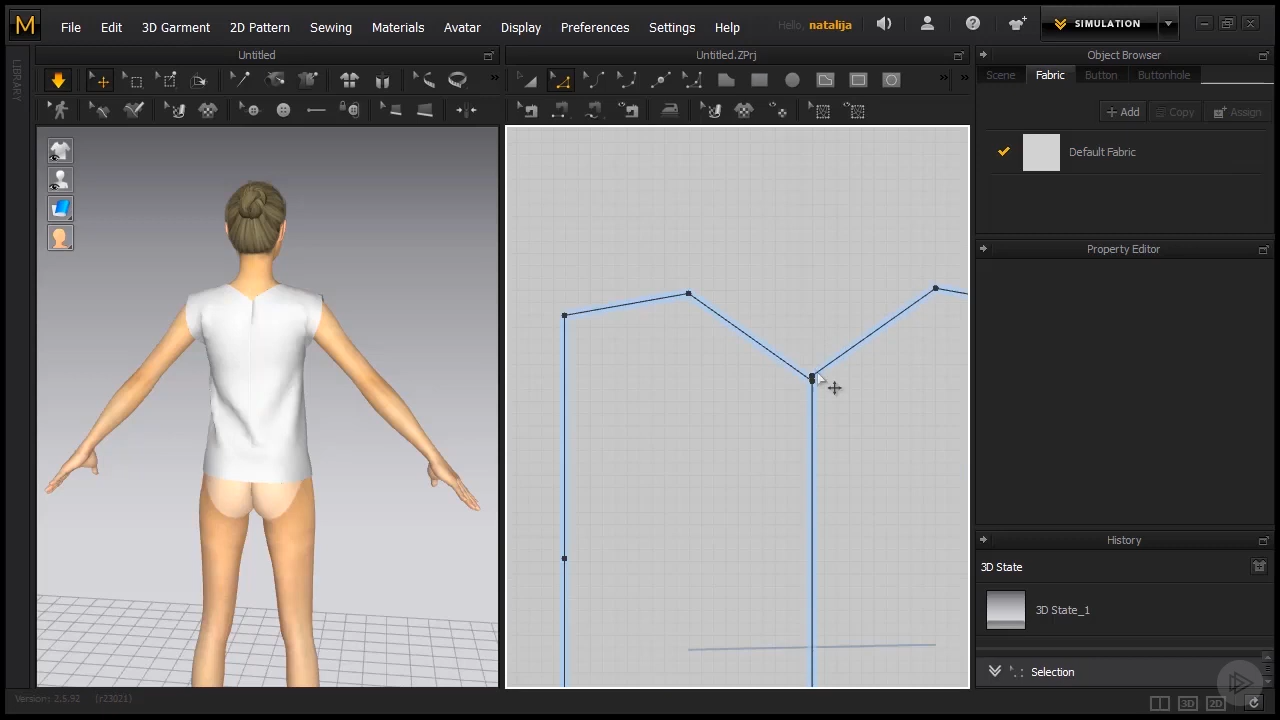 M File Edit 3D Garment 2D Pattern Sewing Materials Avatar Display Preferences Settings Help Hello, natalija SIMULATION
Untitled
Untitled.ZPrj
Object Browser
Scene Fabric Button Buttonhole
LIBRARY
Add Copy Assign
Default Fabric
Property Editor
History
3D State
3D State_1
Selection
Version: 2.5.92 (r23021)
3D 2D